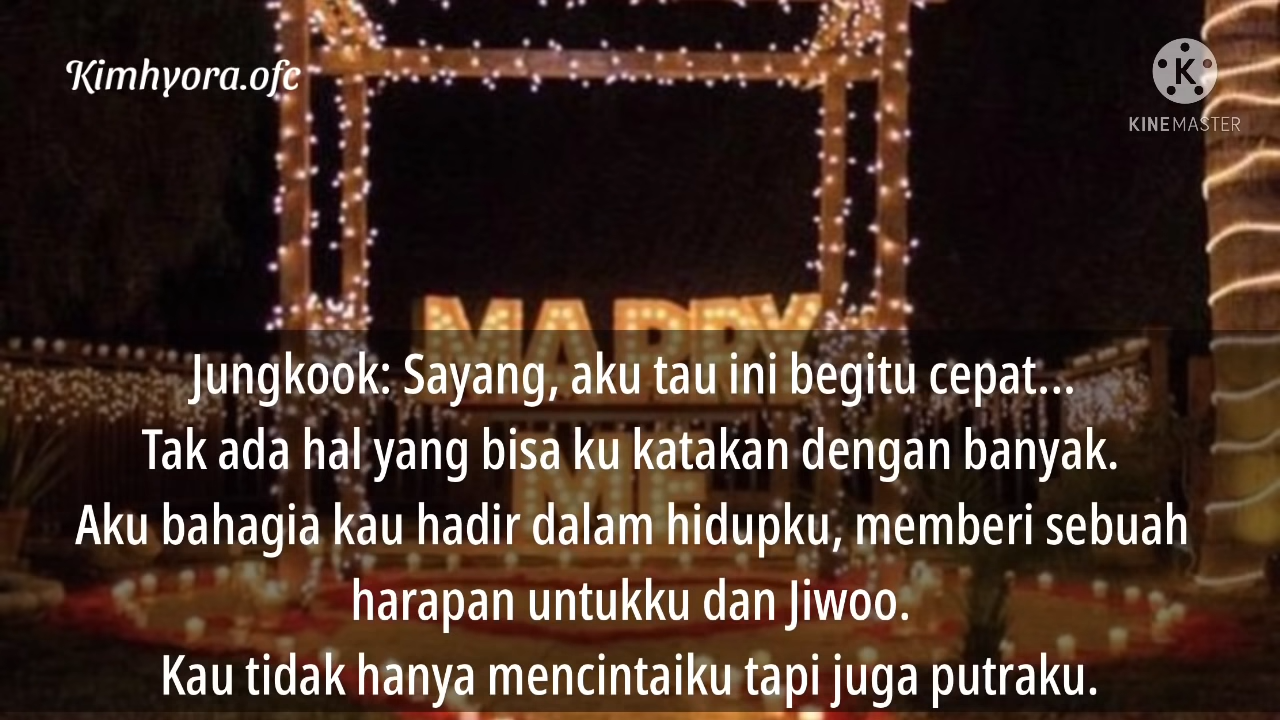 Kimhyora.ofc
K
KINEMASTER
MARRY
ME
Jungkook: Sayang, aku tau ini begitu cepat...
Tak ada hal yang bisa ku katakan dengan banyak.
Aku bahagia kau hadir dalam hidupku, memberi sebuah
harapan untukku dan Jiwoo.
Kau tidak hanya mencintaiku tapi juga putraku.